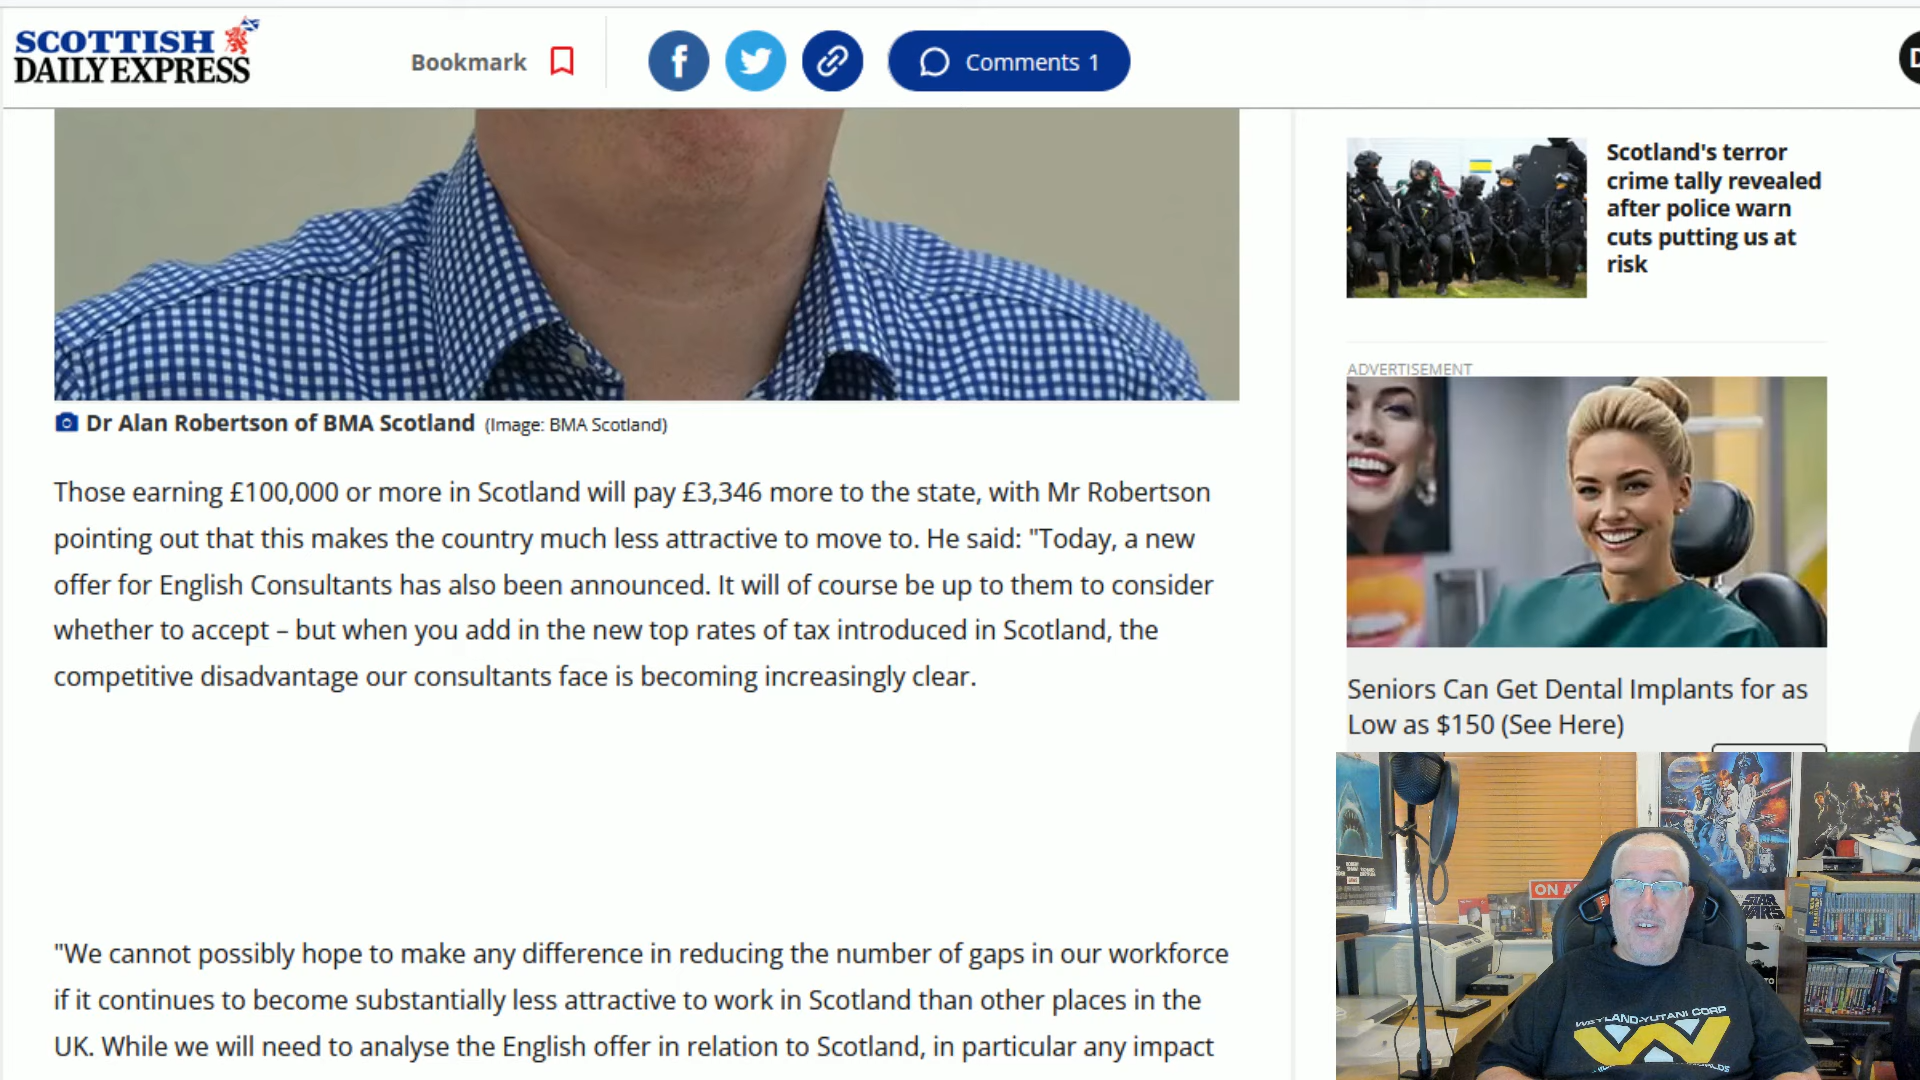 SCOTTISH
DAILY EXPRESS
Bookmark
Comments 1
Scotland's terror
crime tally revealed
after police warn
cuts putting us at
risk
ADVERTISEMENT
Dr Alan Robertson of BMA Scotland (Image: BMA Scotland)
Those earning £100,000 or more in Scotland will pay £3,346 more to the state, with Mr Robertson
pointing out that this makes the country much less attractive to move to. He said: "Today, a new
offer for English Consultants has also been announced. It will of course be up to them to consider
whether to accept – but when you add in the new top rates of tax introduced in Scotland, the
competitive disadvantage our consultants face is becoming increasingly clear.
Seniors Can Get Dental Implants for as
Low as $150 (See Here)
"We cannot possibly hope to make any difference in reducing the number of gaps in our workforce
if it continues to become substantially less attractive to work in Scotland than other places in the
UK. While we will need to analyse the English offer in relation to Scotland, in particular any impact
ON A
STAR
WARS
WEYLAND-YUTANI CORP